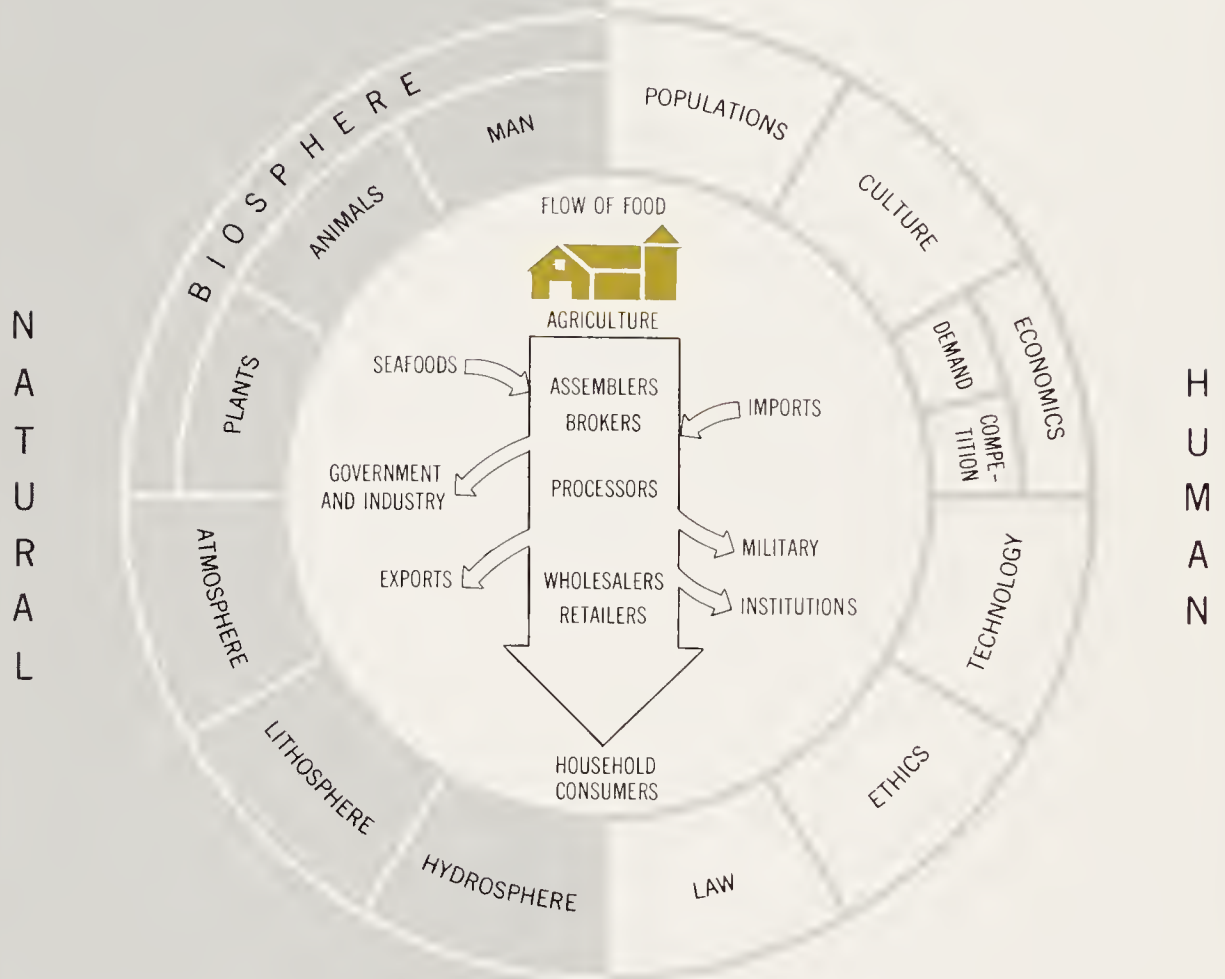 NATURAL
HUMAN
BIOSPHERE
MAN
ANIMALS
PLANTS
ATMOSPHERE
LITHOSPHERE
HYDROSPHERE
POPULATIONS
CULTURE
ECONOMICS
DEMAND
COMPE-
TITION
TECHNOLOGY
ETHICS
LAW
FLOW OF FOOD
AGRICULTURE
SEAFOODS
ASSEMBLERS
BROKERS
IMPORTS
GOVERNMENT
AND INDUSTRY
PROCESSORS
MILITARY
EXPORTS
WHOLESALERS
RETAILERS
INSTITUTIONS
HOUSEHOLD
CONSUMERS